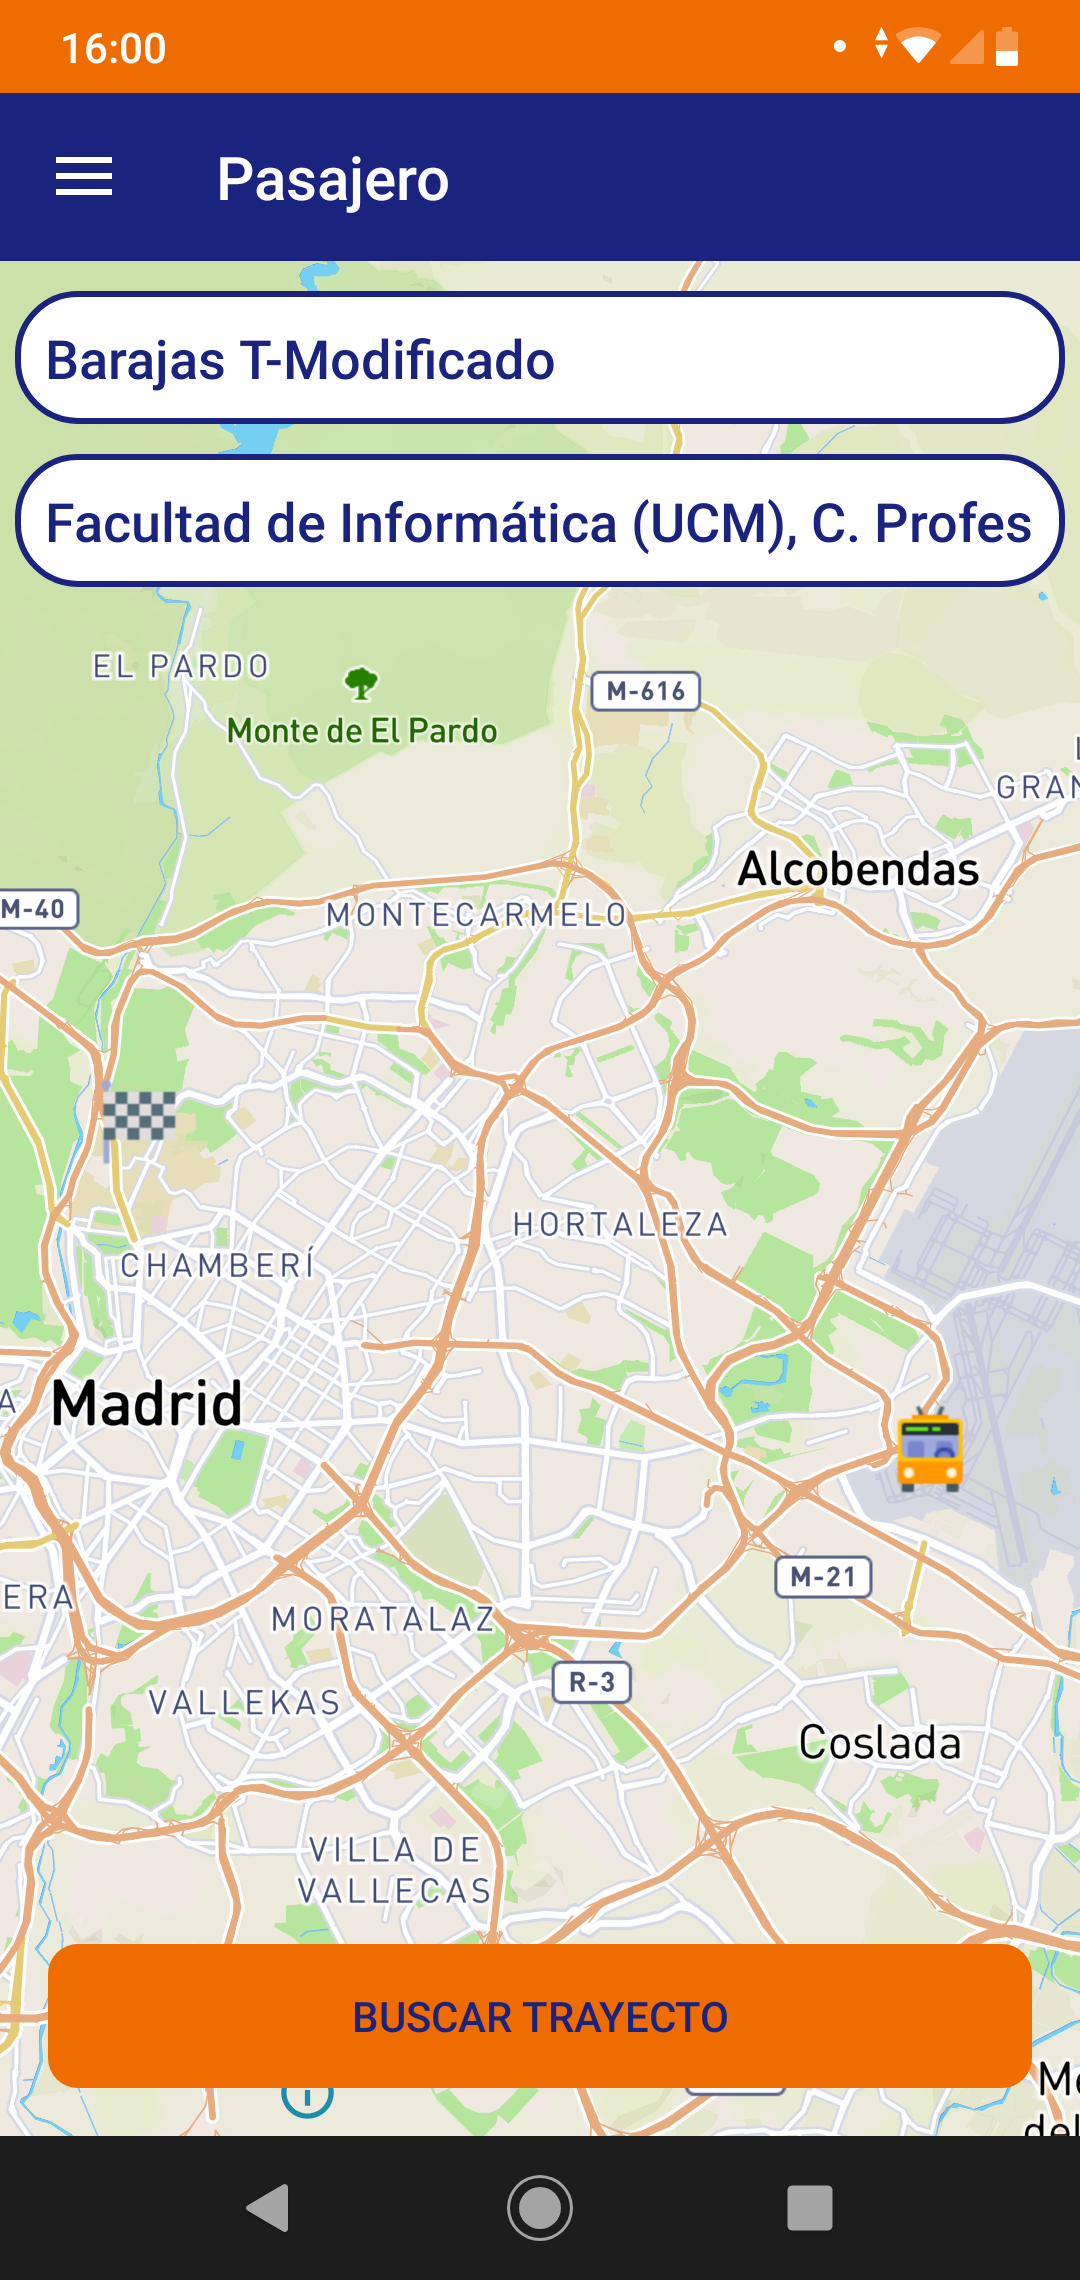 16:00
Pasajero
Barajas T-Modificado
Facultad de Informática (UCM), C. Profes
EL PARDO
Monte de El Pardo
M-616
GRAN
Alcobendas
M-40
MONTECARMELO
HORTALEZA
CHAMBERÍ
Madrid
A
M-21
ERA
MORATALAZ
R-3
VALLEKAS
Coslada
VILLA DE
VALLECAS
BUSCAR TRAYECTO
Me
del